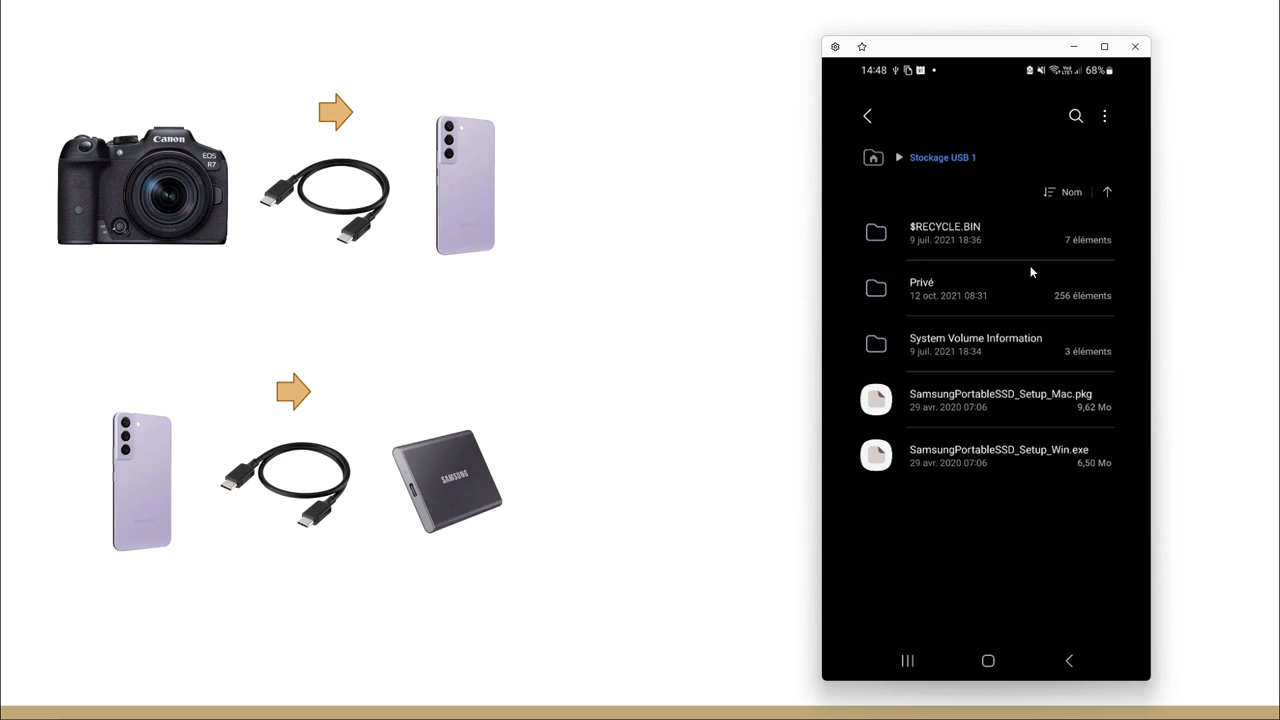 Canon
EOS
R7
SAMSUNG
14:48
68%
Stockage USB 1
Nom
$RECYCLE.BIN
9 juil. 2021 18:36
7 éléments
Privé
12 oct. 2021 08:31
256 éléments
System Volume Information
9 juil. 2021 18:34
3 éléments
SamsungPortableSSD_Setup_Mac.pkg
29 avr. 2020 07:06
9,62 Mo
SamsungPortableSSD_Setup_Win.exe
29 avr. 2020 07:06
6,50 Mo